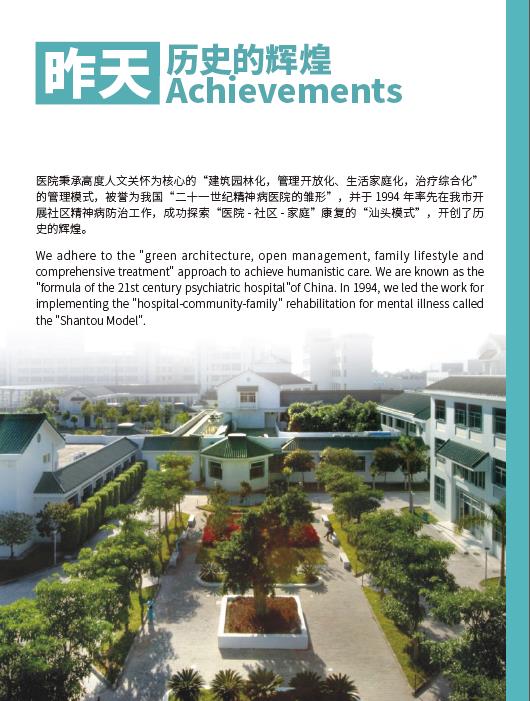 昨天
历史的辉煌
Achievements
医院秉承高度人文关怀为核心的“建筑园林化，管理开放化、生活家庭化，治疗综合化”
的管理模式，被誉为我国“二十一世纪精神病医院的雏形”，并于 1994 年率先在我市开
展社区精神病防治工作，成功探索“医院 - 社区 - 家庭”康复的“汕头模式”，开创了历
史的辉煌。
We adhere to the "green architecture, open management, family lifestyle and
comprehensive treatment" approach to achieve humanistic care. We are known as the
"formula of the 21st century psychiatric hospital"of China. In 1994, we led the work for
implementing the "hospital-community-family" rehabilitation for mental illness called
the "Shantou Model".